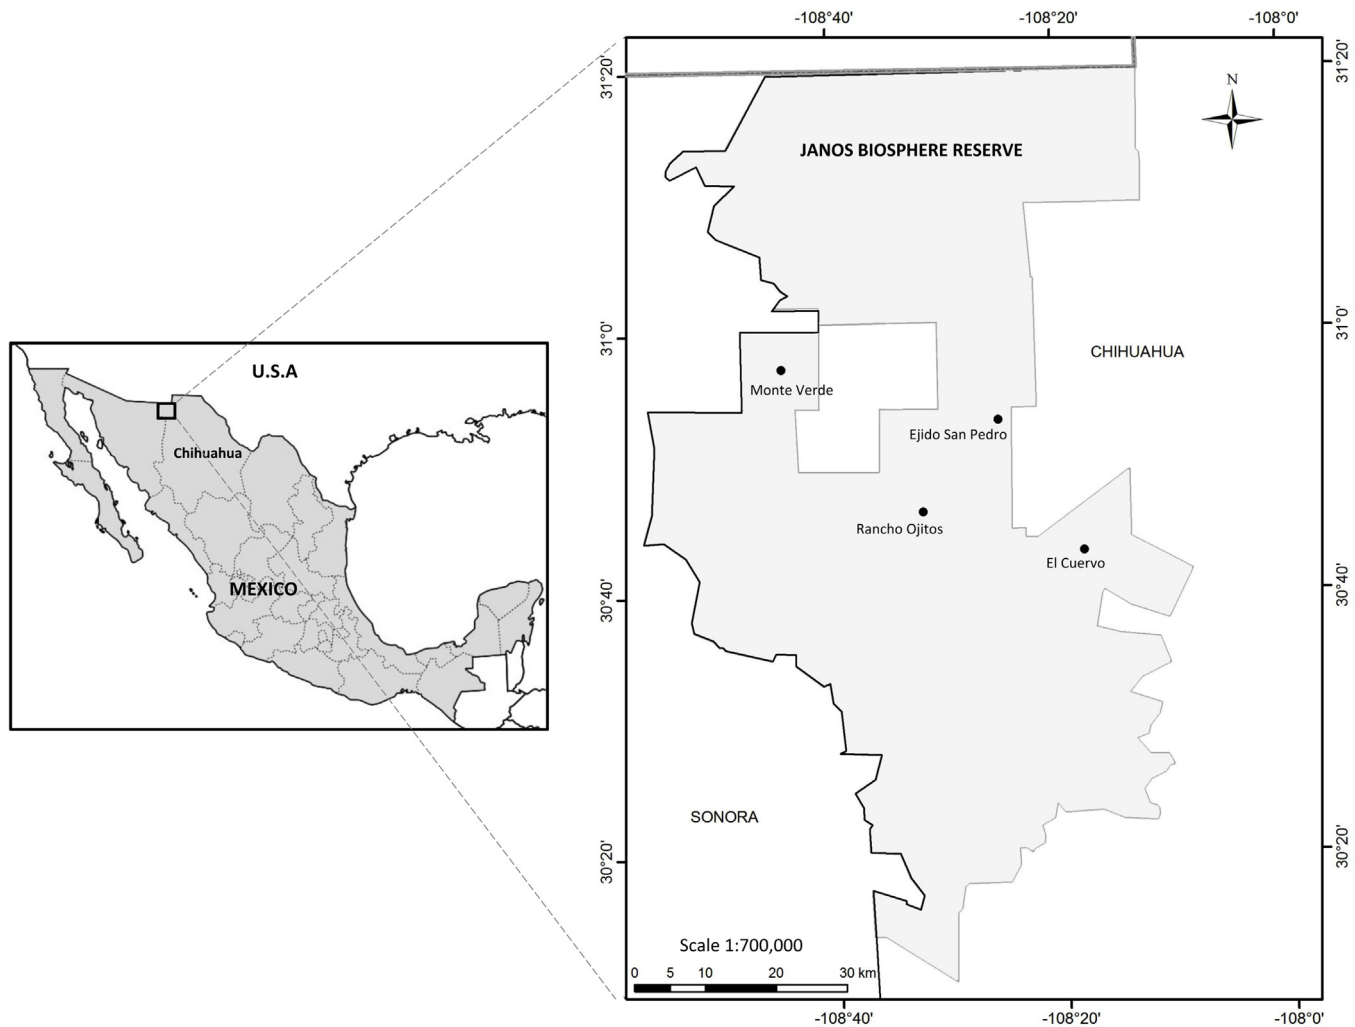 -108°40' -108°20' -108°0'
31°20' 31°20'
N
JANOS BIOSPHERE RESERVE
31°0' 31°0'
CHIHUAHUA
U.S.A
Monte Verde
Ejido San Pedro
Chihuahua
Rancho Ojitos
El Cuervo
MEXICO
30°40' 30°40'
SONORA
30°20' 30°20'
Scale 1:700,000
0 5 10 20 30 km
-108°40' -108°20' -108°0'